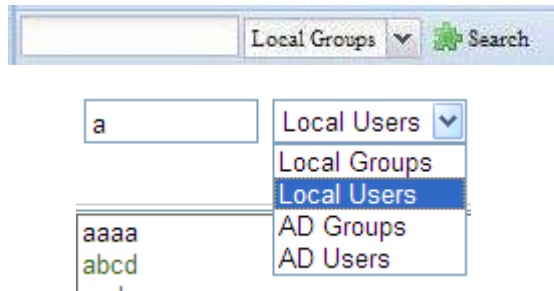 Local Groups Search
a Local Users
Local Groups
Local Users
AD Groups
AD Users
aaaa
abcd